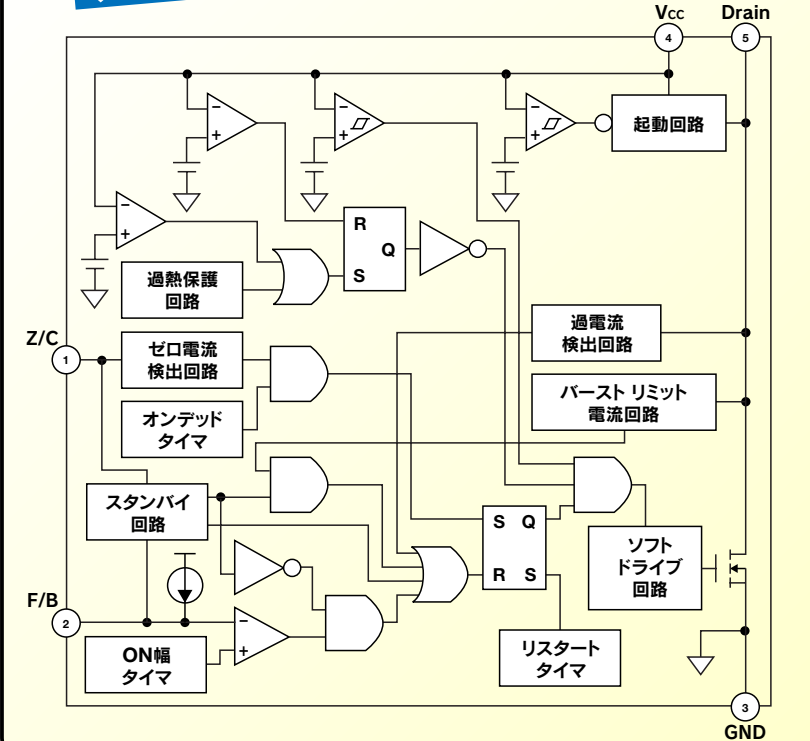 Vcc
Drain
4
5
−
+
−
+
−
+
起動回路
−
+
R
Q
S
過熱保護
回路
Z/C
1
ゼロ電流
検出回路
過電流
検出回路
オンデッド
タイマ
バースト リミット
電流回路
スタンバイ
回路
S Q
R S
ソフト
ドライブ
回路
F/B
2
−
+
ON幅
タイマ
リスタート
タイマ
3
GND